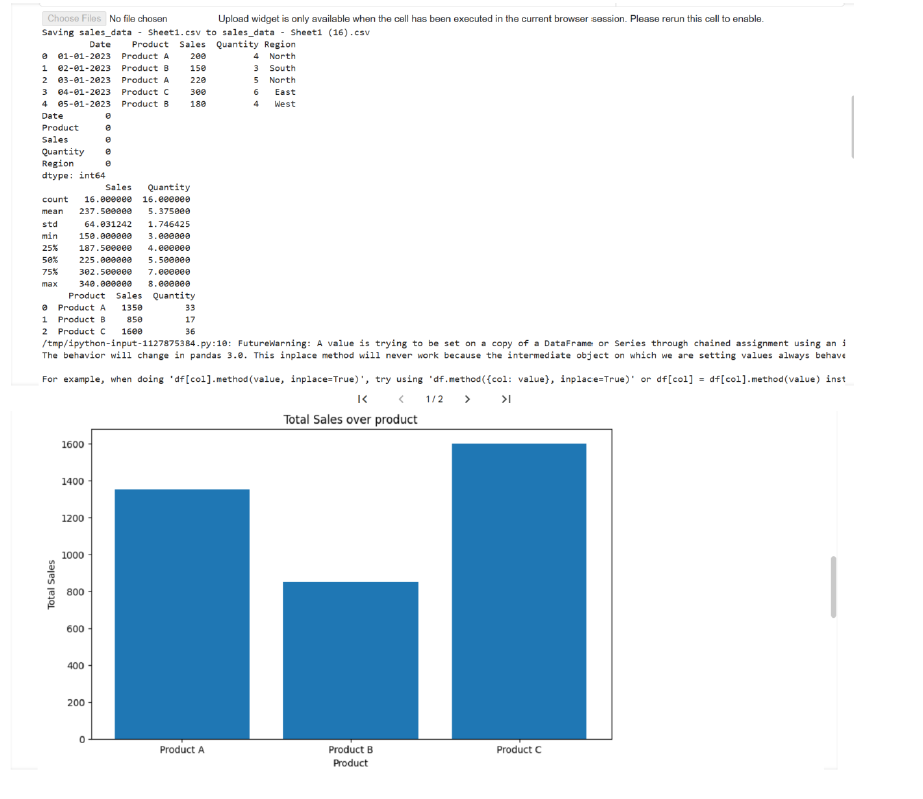 Choose Files No file chosen Upload widget is only available when the cell has been executed in the current browser session. Please rerun this cell to enable.
Saving sales_data - Sheet1.csv to sales_data - Sheet1 (16).csv
Date Product Sales Quantity Region
0 01-01-2023 Product A 200 4 North
1 02-01-2023 Product B 150 3 South
2 03-01-2023 Product A 220 5 North
3 04-01-2023 Product C 300 6 East
4 05-01-2023 Product B 180 4 West
Date 0
Product 0
Sales 0
Quantity 0
Region 0
dtype: int64
Sales Quantity
count 16.000000 16.000000
mean 237.500000 5.375000
std 64.031242 1.746425
min 150.000000 3.000000
25% 187.500000 4.000000
50% 225.000000 5.500000
75% 302.500000 7.000000
max 340.000000 8.000000
Product Sales Quantity
0 Product A 1350 33
1 Product B 850 17
2 Product C 1600 36
/tmp/ipython-input-1127875384.py:10: FutureWarning: A value is trying to be set on a copy of a DataFrame or Series through chained assignment using an i
The behavior will change in pandas 3.0. This inplace method will never work because the intermediate object on which we are setting values always behave
For example, when doing 'df[col].method(value, inplace=True)', try using 'df.method({col: value}, inplace=True)' or df[col] = df[col].method(value) inst
1/2
Total Sales over product
1600
1400
1200
1000
800
600
400
200
0
Total Sales
Product A Product B Product C
Product